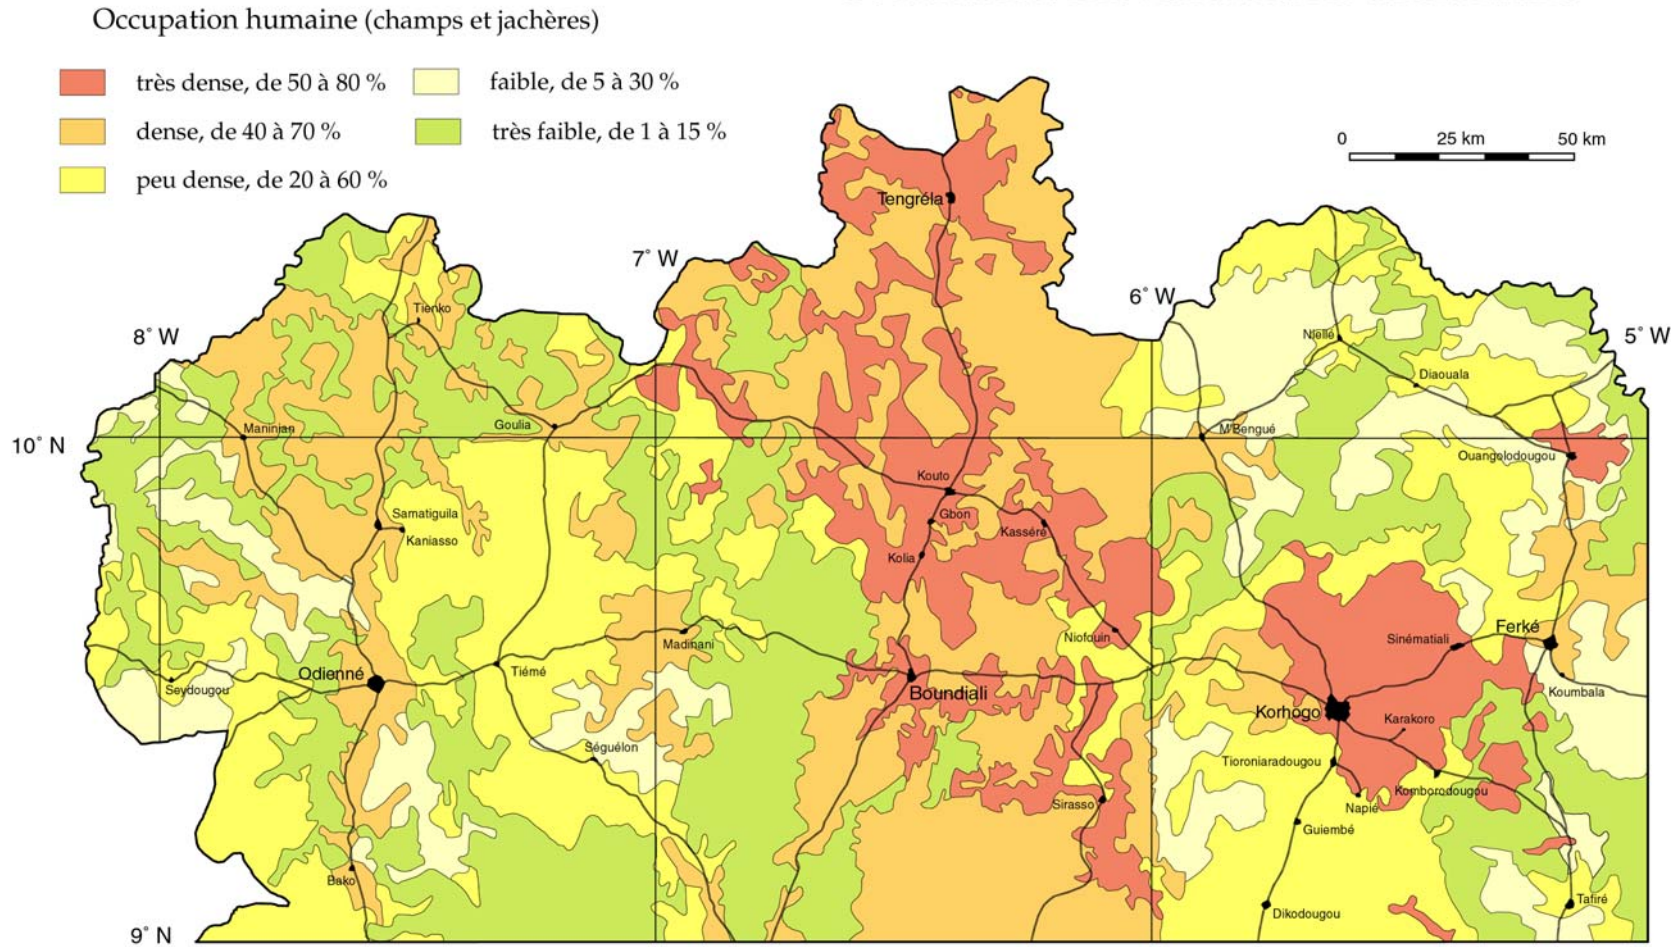 Occupation humaine (champs et jachères)
très dense, de 50 à 80 %
faible, de 5 à 30 %
dense, de 40 à 70 %
très faible, de 1 à 15 %
peu dense, de 20 à 60 %
0 25 km 50 km
Tengréla
7° W
6° W
8° W
5° W
Tienko
Nielle
Diaouala
Maninian
Goulia
M'Bengué
10° N
Ouangolodougou
Kouto
Samatiguila
Gbon
Kasséré
Kaniasso
Kolia
Ferké
Niofouin
Sinématiali
Madinani
Odienné
Tiémé
Seydougou
Boundiali
Koumbala
Korhogo
Karakoro
Séguélon
Tioroniaradougou
Komborodougou
Sirasso
Napié
Guiembé
Bako
Tafiré
Dikodougou
9° N